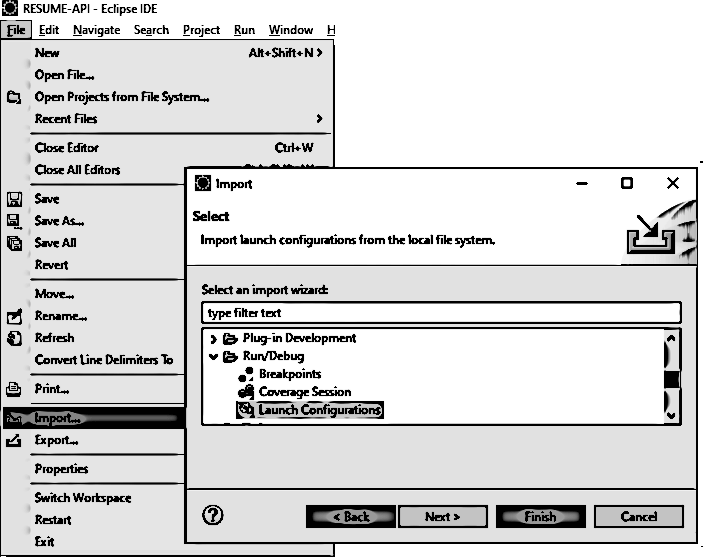 RESUME-API - Eclipse IDE
File Edit Navigate Search Project Run Window H
New Alt+Shift+N >
Open File...
Open Projects from File System...
Recent Files >
Close Editor Ctrl+W
Close All Editors
Save
Save As...
Save All
Revert
Move...
Rename...
Refresh
Convert Line Delimiters To
Print...
Import...
Export...
Properties
Switch Workspace
Restart
Exit
Import
Select
Import launch configurations from the local file system.
Select an import wizard:
type filter text
Plug-in Development
Run/Debug
Breakpoints
Coverage Session
Launch Configurations
? < Back Next > Finish Cancel